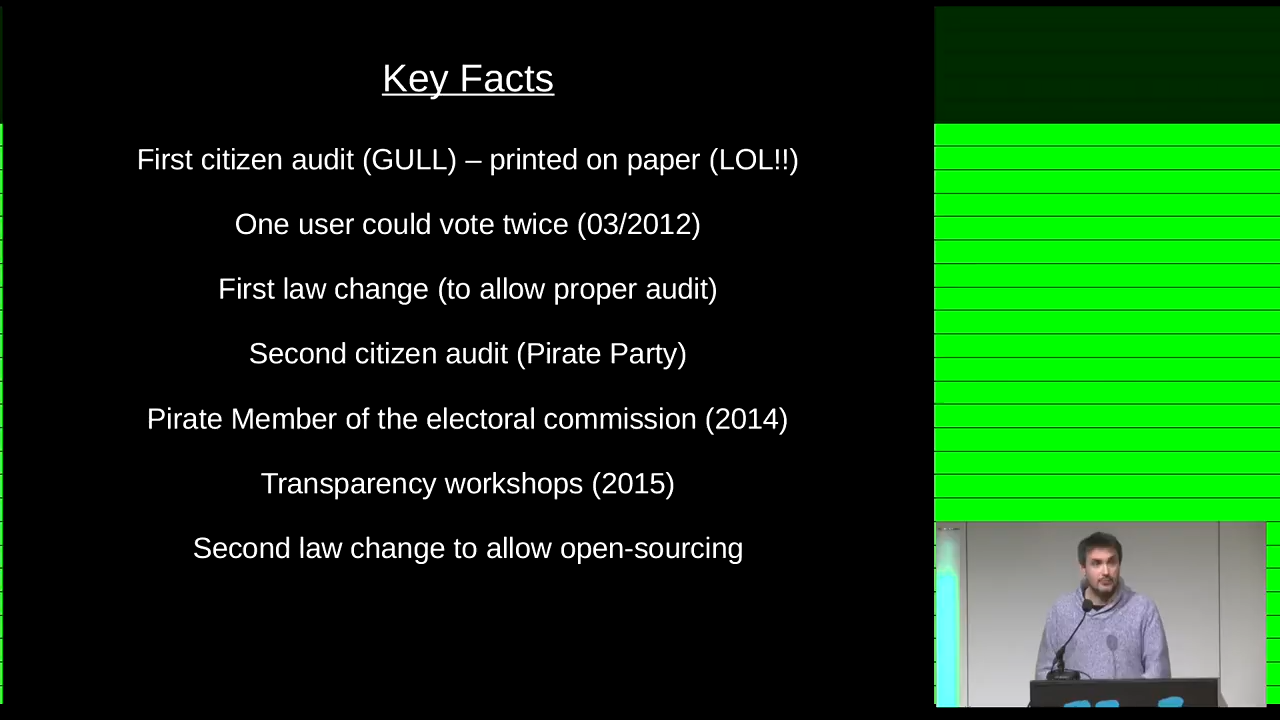 Key Facts
First citizen audit (GULL) – printed on paper (LOL!!)
One user could vote twice (03/2012)
First law change (to allow proper audit)
Second citizen audit (Pirate Party)
Pirate Member of the electoral commission (2014)
Transparency workshops (2015)
Second law change to allow open-sourcing